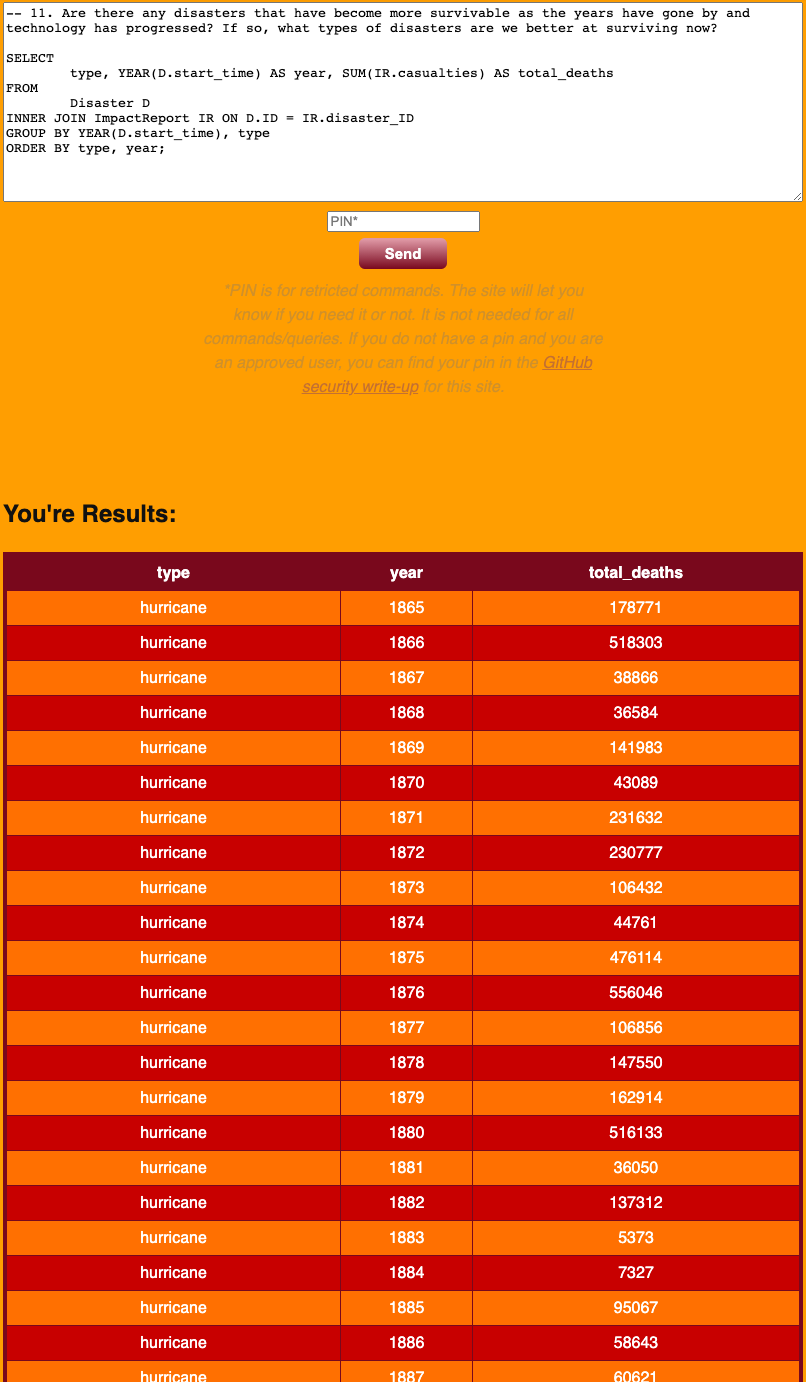 -- 11. Are there any disasters that have become more survivable as the years have gone by and
technology has progressed? If so, what types of disasters are we better at surviving now?
SELECT
type, YEAR(D.start_time) AS year, SUM(IR.casualties) AS total_deaths
FROM
Disaster D
INNER JOIN ImpactReport IR ON D.ID = IR.disaster_ID
GROUP BY YEAR(D.start_time), type
ORDER BY type, year;
PIN*
Send
*PIN is for retricted commands. The site will let you
know if you need it or not. It is not needed for all
commands/queries. If you do not have a pin and you are
an approved user, you can find your pin in the GitHub
security write-up for this site.
You're Results:
type year total_deaths
hurricane 1865 178771
hurricane 1866 518303
hurricane 1867 38866
hurricane 1868 36584
hurricane 1869 141983
hurricane 1870 43089
hurricane 1871 231632
hurricane 1872 230777
hurricane 1873 106432
hurricane 1874 44761
hurricane 1875 476114
hurricane 1876 556046
hurricane 1877 106856
hurricane 1878 147550
hurricane 1879 162914
hurricane 1880 516133
hurricane 1881 36050
hurricane 1882 137312
hurricane 1883 5373
hurricane 1884 7327
hurricane 1885 95067
hurricane 1886 58643
hurricane 1887 60621